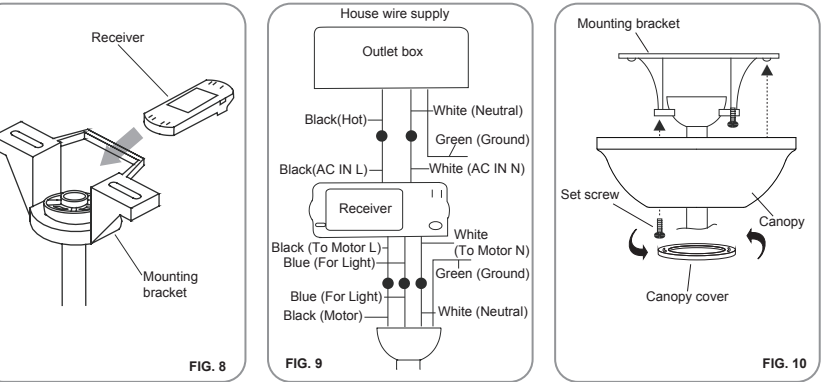 Receiver
Mounting
bracket
FIG. 8
House wire supply
Outlet box
Black(Hot)
White (Neutral)
Green (Ground)
Black(AC IN L)
White (AC IN N)
Receiver
Black (To Motor L)
White
(To Motor N)
Blue (For Light)
Green (Ground)
Blue (For Light)
Black (Motor)
White (Neutral)
FIG. 9
Mounting bracket
Set screw
Canopy
Canopy cover
FIG. 10